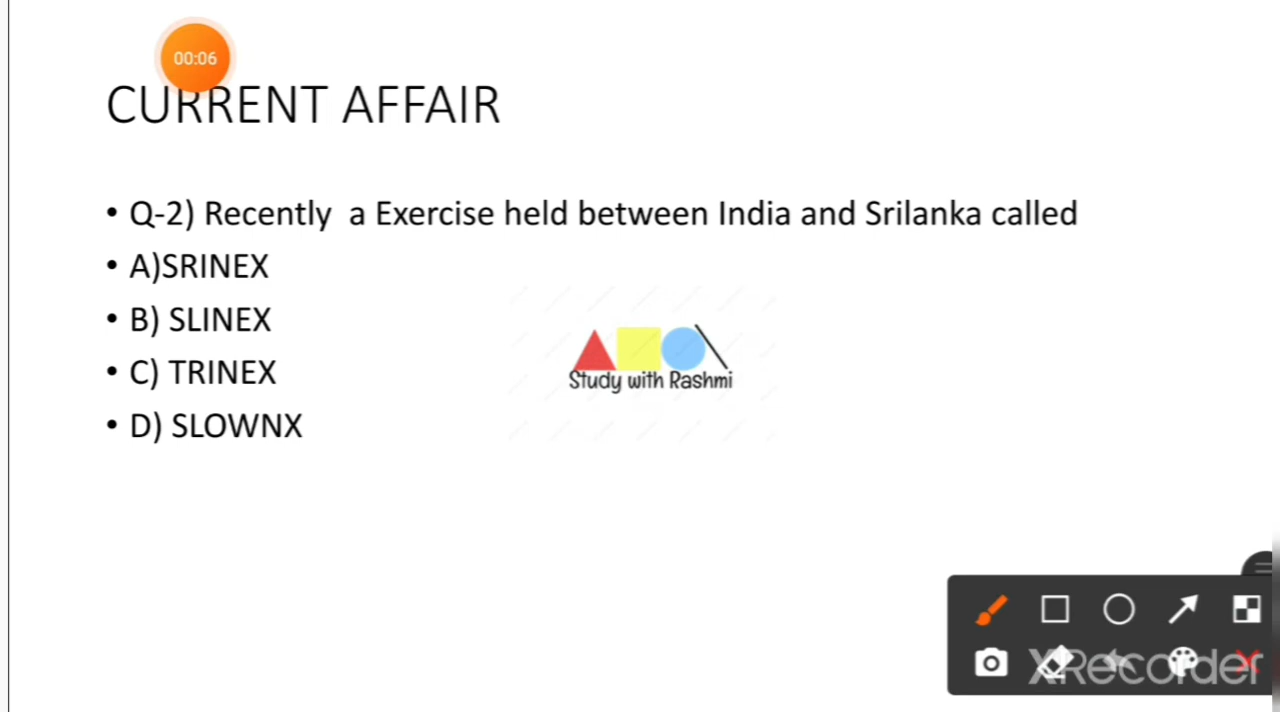 00:06
CURRENT AFFAIR
• Q-2) Recently a Exercise held between India and Srilanka called
• A)SRINEX
• B) SLINEX
• C) TRINEX
• D) SLOWNX
Study with Rashmi
XRecorder